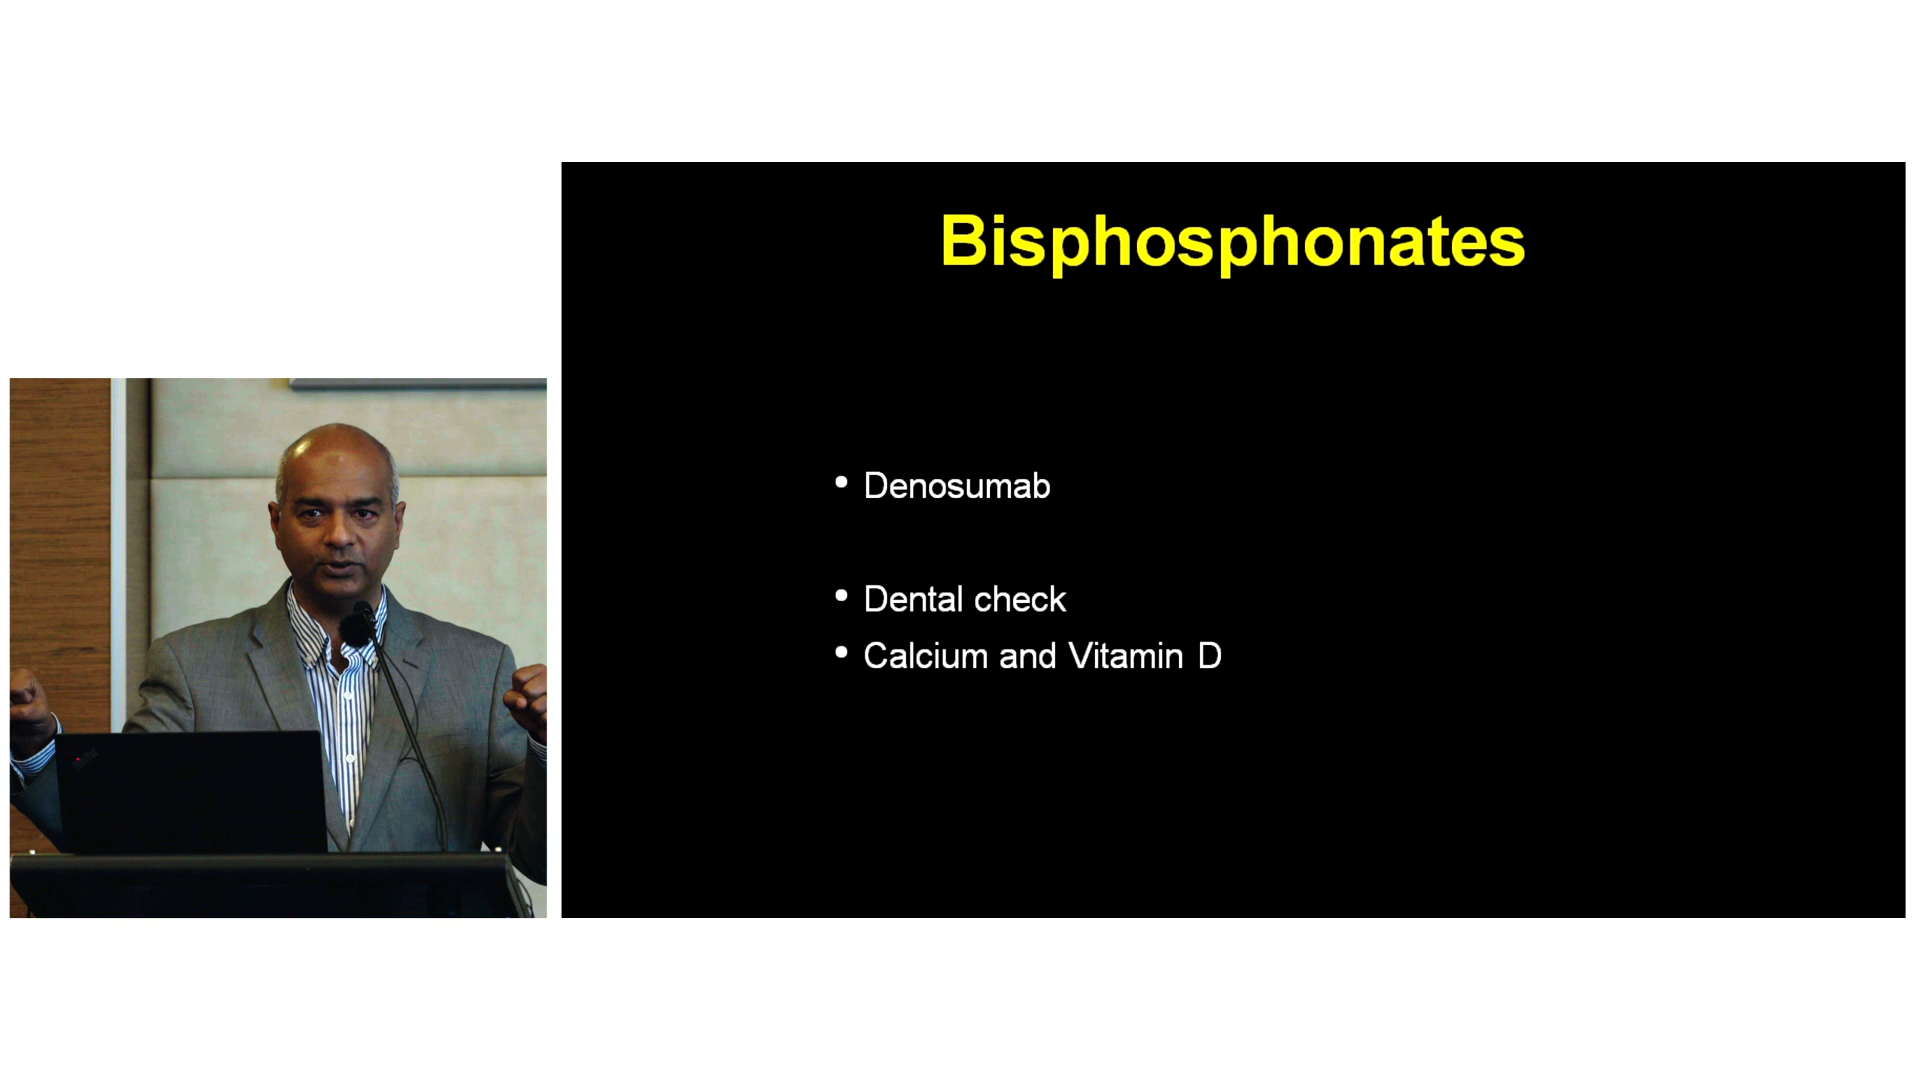 Bisphosphonates
• Denosumab
• Dental check
• Calcium and Vitamin D